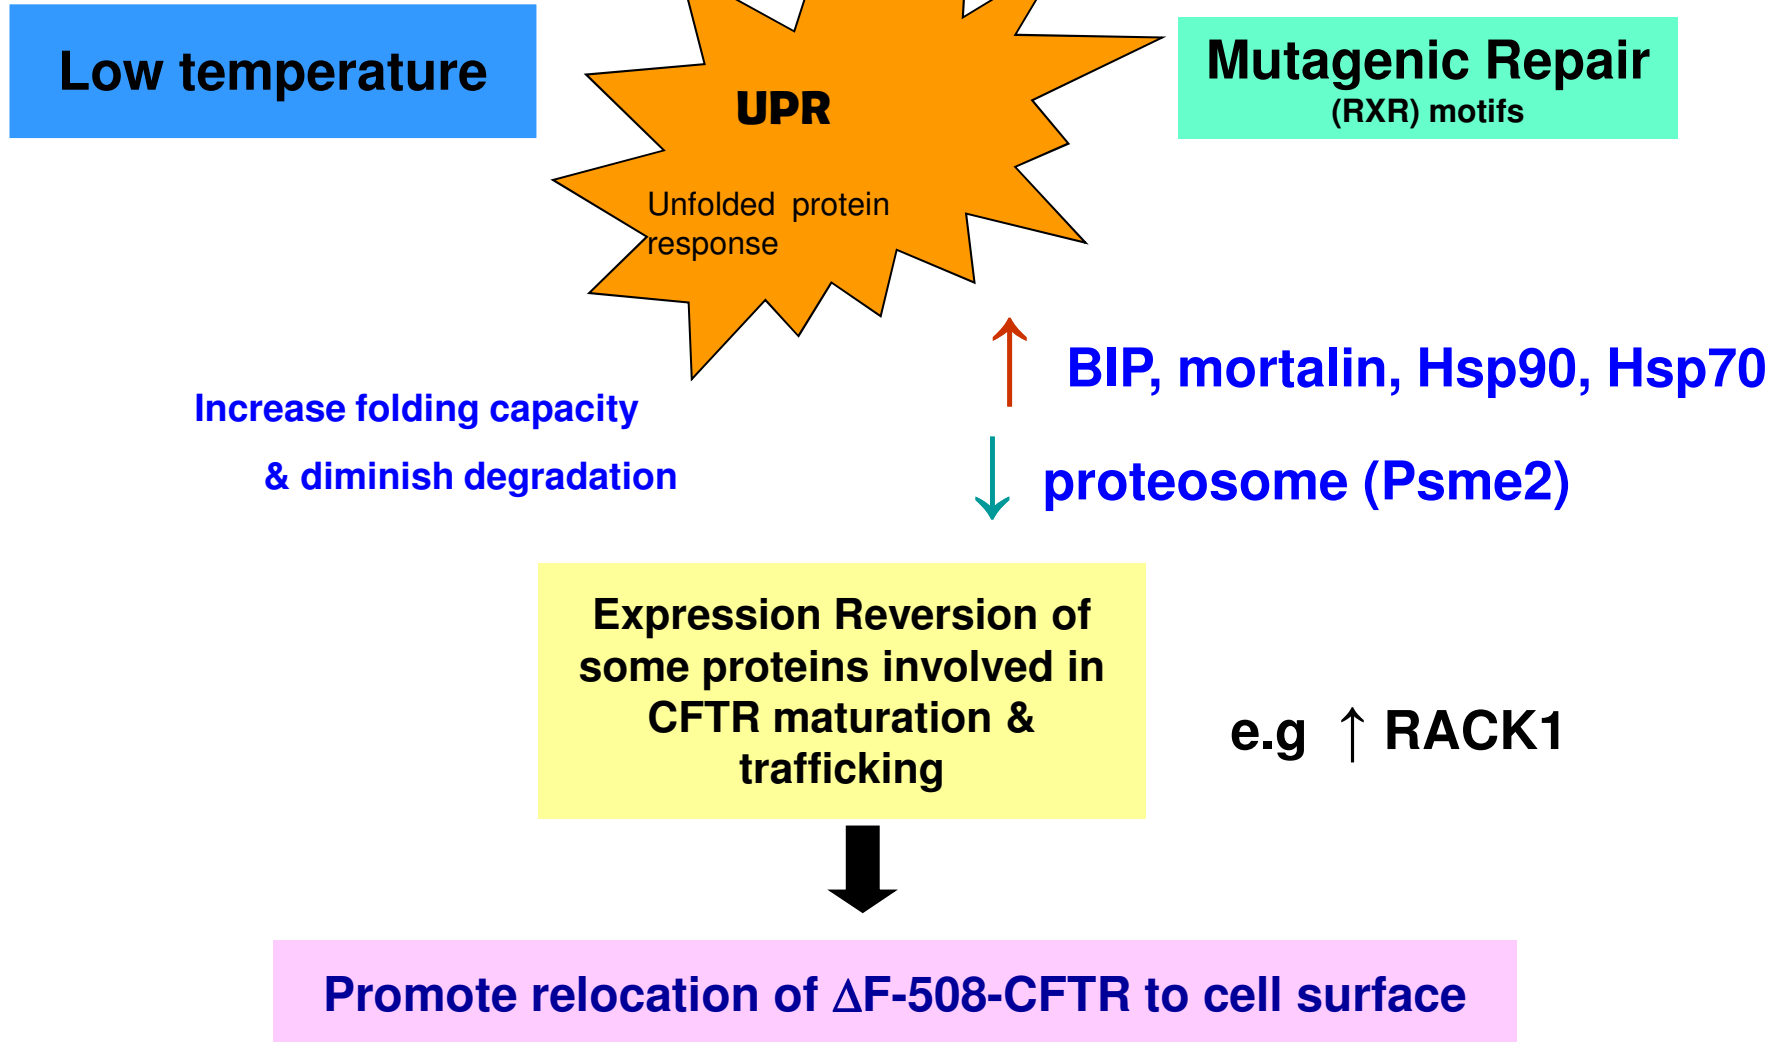 Low temperature
UPR
Unfolded protein
response
Mutagenic Repair
(RXR) motifs
↑ BIP, mortalin, Hsp90, Hsp70
Increase folding capacity
& diminish degradation
↓ proteosome (Psme2)
Expression Reversion of
some proteins involved in
CFTR maturation &
trafficking
e.g ↑ RACK1
Promote relocation of ΔF-508-CFTR to cell surface